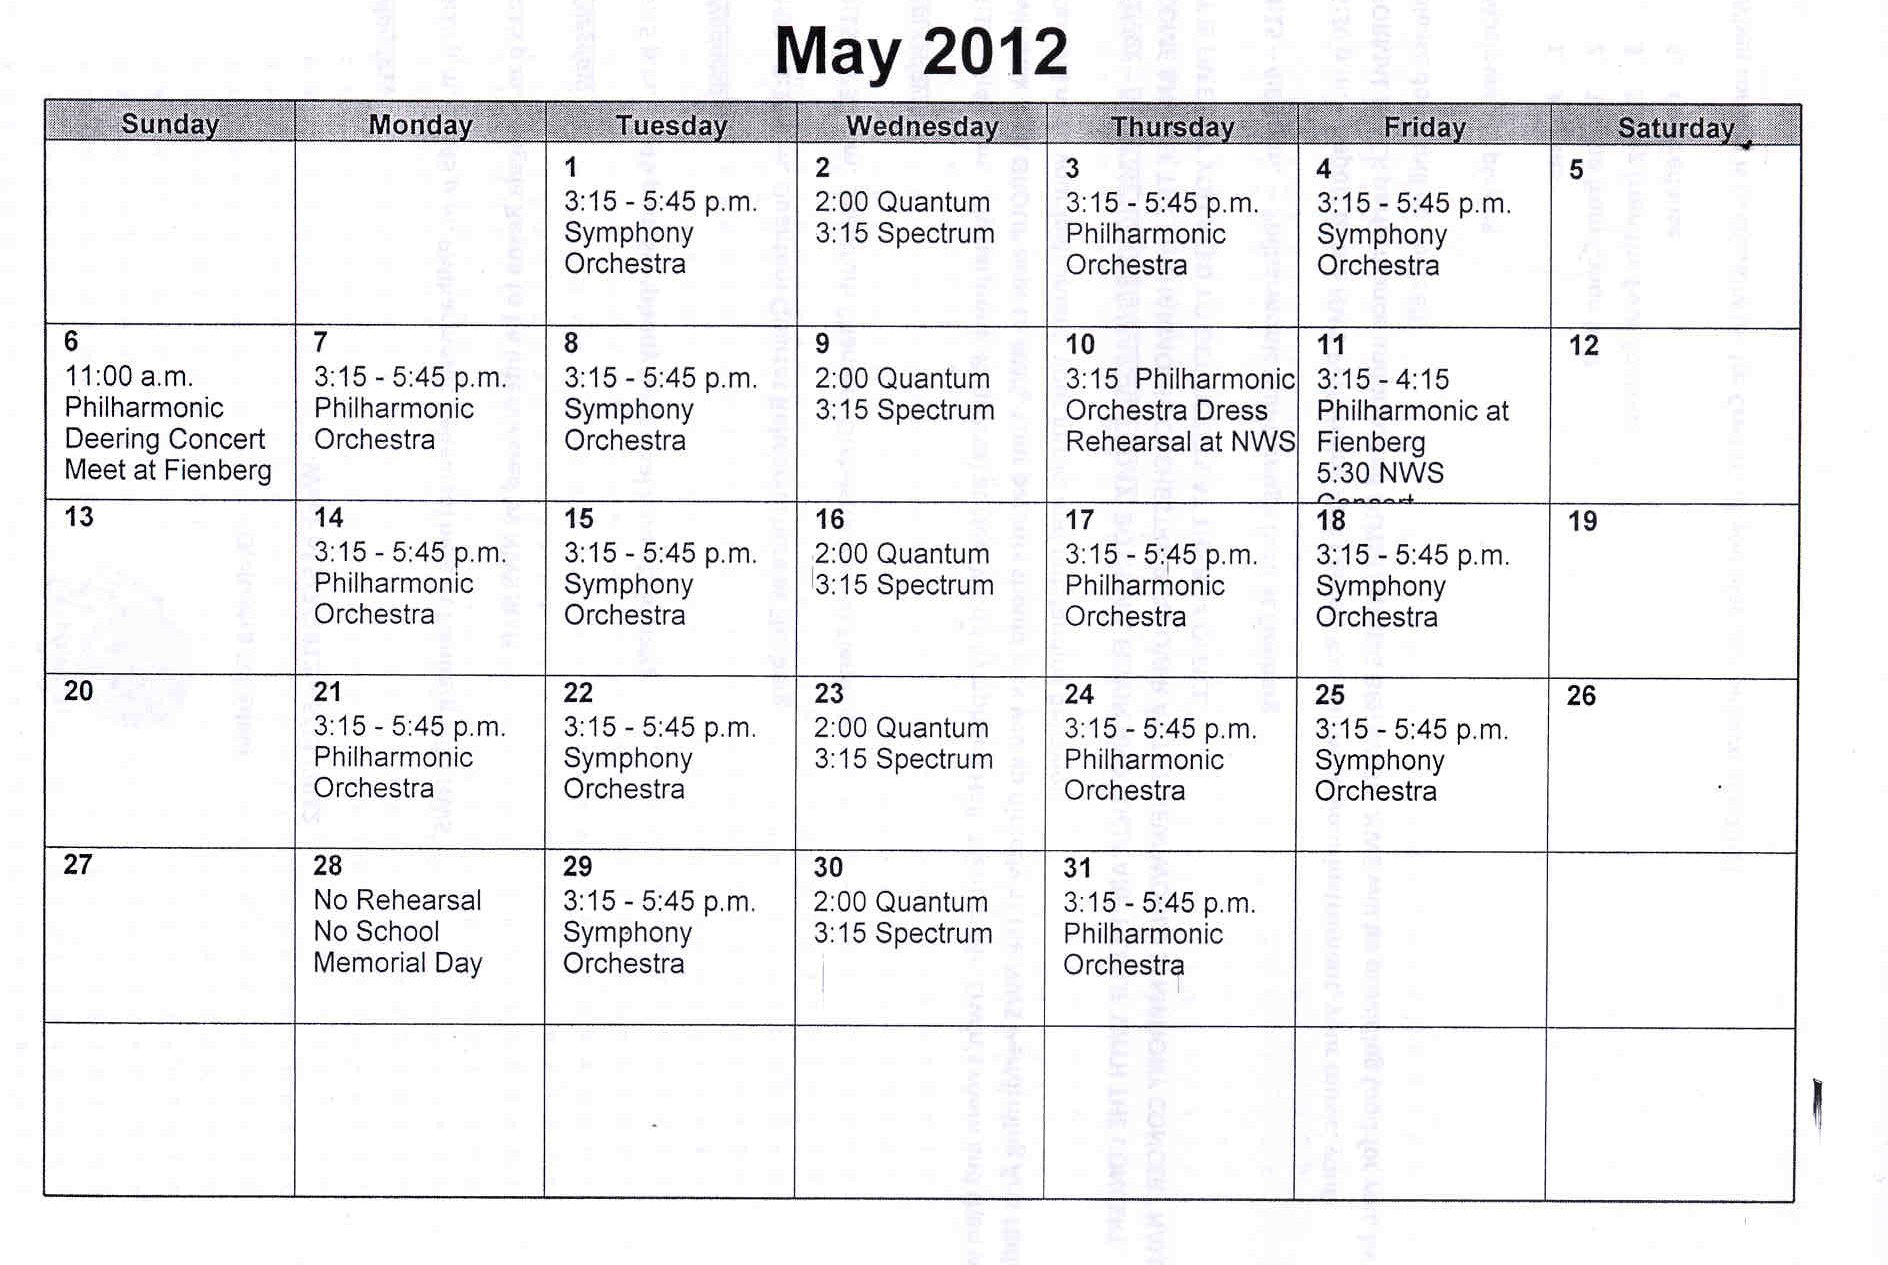 May 2012
Sunday Monday Tuesday Wednesday Thursday Friday Saturday
1
3:15 - 5:45 p.m.
Symphony
Orchestra
2
2:00 Quantum
3:15 Spectrum
3
3:15 - 5:45 p.m.
Philharmonic
Orchestra
4
3:15 - 5:45 p.m.
Symphony
Orchestra
5
6
11:00 a.m.
Philharmonic
Deering Concert
Meet at Fienberg
7
3:15 - 5:45 p.m.
Philharmonic
Orchestra
8
3:15 - 5:45 p.m.
Symphony
Orchestra
9
2:00 Quantum
3:15 Spectrum
10
3:15 Philharmonic
Orchestra Dress
Rehearsal at NWS
11
3:15 - 4:15
Philharmonic at
Fienberg
5:30 NWS
Concert
12
13
14
3:15 - 5:45 p.m.
Philharmonic
Orchestra
15
3:15 - 5:45 p.m.
Symphony
Orchestra
16
2:00 Quantum
3:15 Spectrum
17
3:15 - 5:45 p.m.
Philharmonic
Orchestra
18
3:15 - 5:45 p.m.
Symphony
Orchestra
19
20
21
3:15 - 5:45 p.m.
Philharmonic
Orchestra
22
3:15 - 5:45 p.m.
Symphony
Orchestra
23
2:00 Quantum
3:15 Spectrum
24
3:15 - 5:45 p.m.
Philharmonic
Orchestra
25
3:15 - 5:45 p.m.
Symphony
Orchestra
26
27
28
No Rehearsal
No School
Memorial Day
29
3:15 - 5:45 p.m.
Symphony
Orchestra
30
2:00 Quantum
3:15 Spectrum
31
3:15 - 5:45 p.m.
Philharmonic
Orchestra